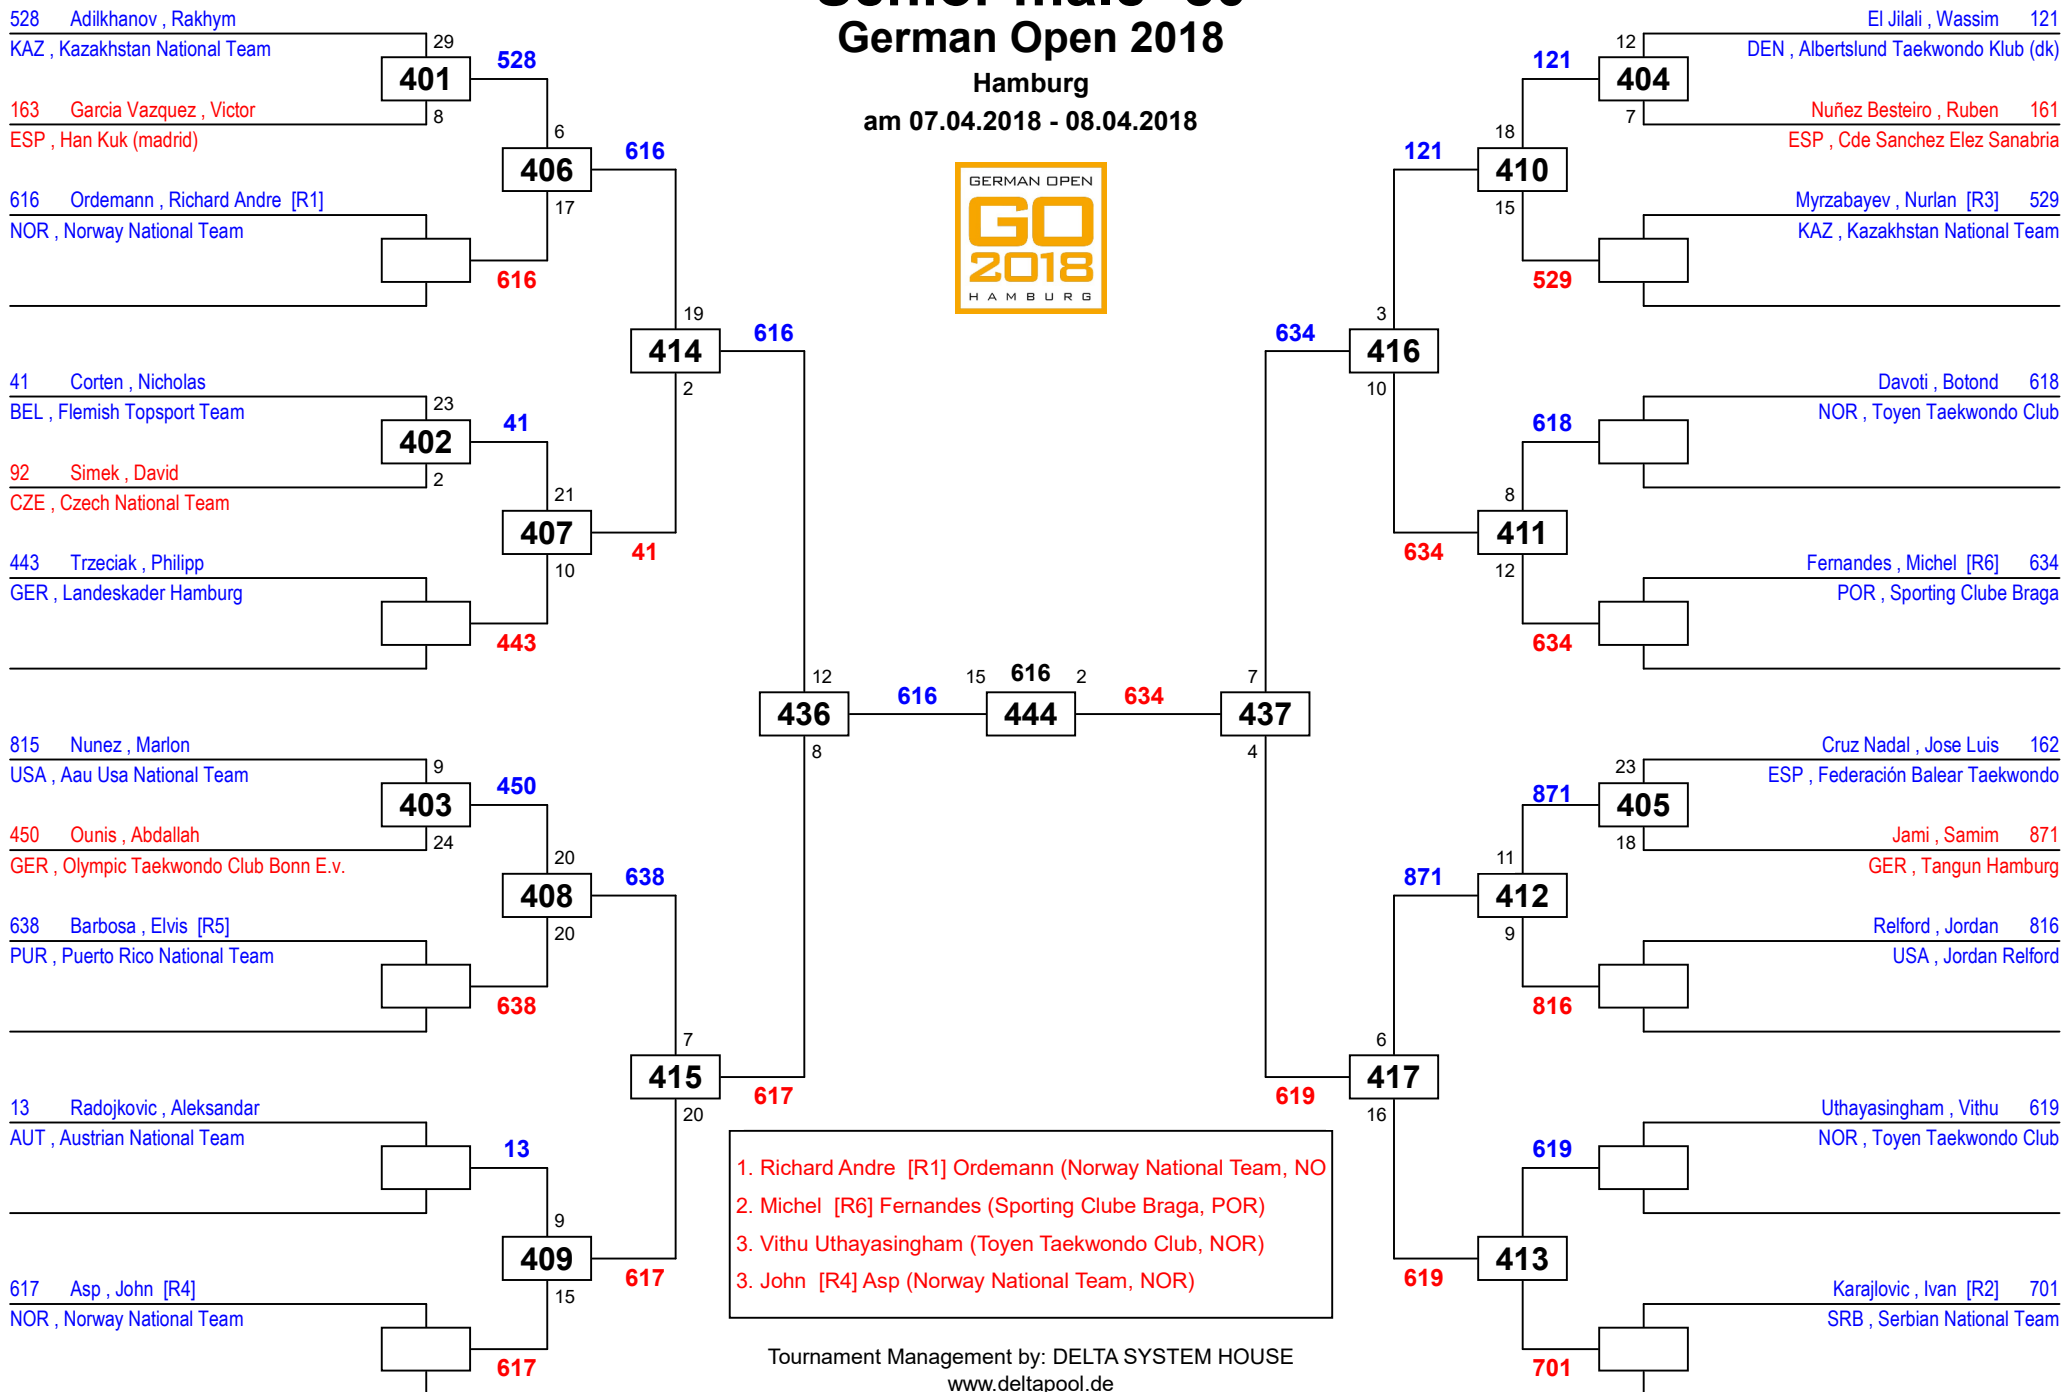 German Open 2018
Hamburg
am 07.04.2018 - 08.04.2018
GERMAN OPEN
GO
2018
HAMBURG
528 Adilkhanov , Rakhym
KAZ , Kazakhstan National Team
29
401
528
8
163 Garcia Vazquez , Victor
ESP , Han Kuk (madrid)
6
406
616
17
616 Ordemann , Richard Andre [R1]
NOR , Norway National Team
616
19
414
616
2
41 Corten , Nicholas
BEL , Flemish Topsport Team
23
402
41
2
92 Simek , David
CZE , Czech National Team
21
407
41
10
443 Trzeciak , Philipp
GER , Landeskader Hamburg
443
12
436
616
8
815 Nunez , Marlon
USA , Aau Usa National Team
9
403
450
24
450 Ounis , Abdallah
GER , Olympic Taekwondo Club Bonn E.v.
20
408
638
20
638 Barbosa , Elvis [R5]
PUR , Puerto Rico National Team
638
7
415
617
20
13 Radojkovic , Aleksandar
AUT , Austrian National Team
13
9
409
617
15
617 Asp , John [R4]
NOR , Norway National Team
617
15 616 2
444
El Jilali , Wassim 121
DEN , Albertslund Taekwondo Klub (dk)
12
121
404
7
Nuñez Besteiro , Ruben 161
ESP , Cde Sanchez Elez Sanabria
18
121
410
15
Myrzabayev , Nurlan [R3] 529
KAZ , Kazakhstan National Team
529
3
634
416
10
Davoti , Botond 618
NOR , Toyen Taekwondo Club
618
8
411
634
12
Fernandes , Michel [R6] 634
POR , Sporting Clube Braga
634
7
634
437
4
Cruz Nadal , Jose Luis 162
ESP , Federación Balear Taekwondo
23
871
405
18
Jami , Samim 871
GER , Tangun Hamburg
11
871
412
9
Relford , Jordan 816
USA , Jordan Relford
816
6
417
619
16
Uthayasingham , Vithu 619
NOR , Toyen Taekwondo Club
619
413
619
Karajlovic , Ivan [R2] 701
SRB , Serbian National Team
701
1. Richard Andre [R1] Ordemann (Norway National Team, NO
2. Michel [R6] Fernandes (Sporting Clube Braga, POR)
3. Vithu Uthayasingham (Toyen Taekwondo Club, NOR)
3. John [R4] Asp (Norway National Team, NOR)
Tournament Management by: DELTA SYSTEM HOUSE
www.deltapool.de